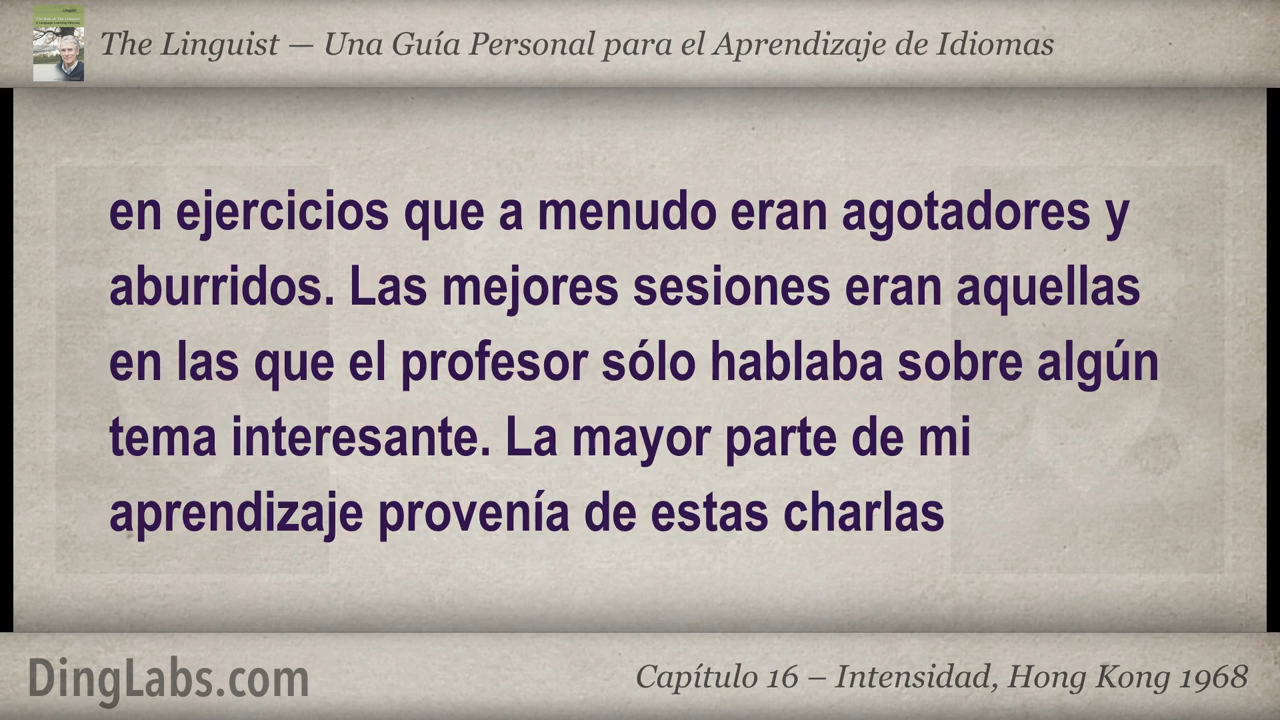 The Linguist — Una Guía Personal para el Aprendizaje de Idiomas
en ejercicios que a menudo eran agotadores y
aburridos. Las mejores sesiones eran aquellas
en las que el profesor sólo hablaba sobre algún
tema interesante. La mayor parte de mi
aprendizaje provenía de estas charlas
DingLabs.com
Capítulo 16 – Intensidad, Hong Kong 1968